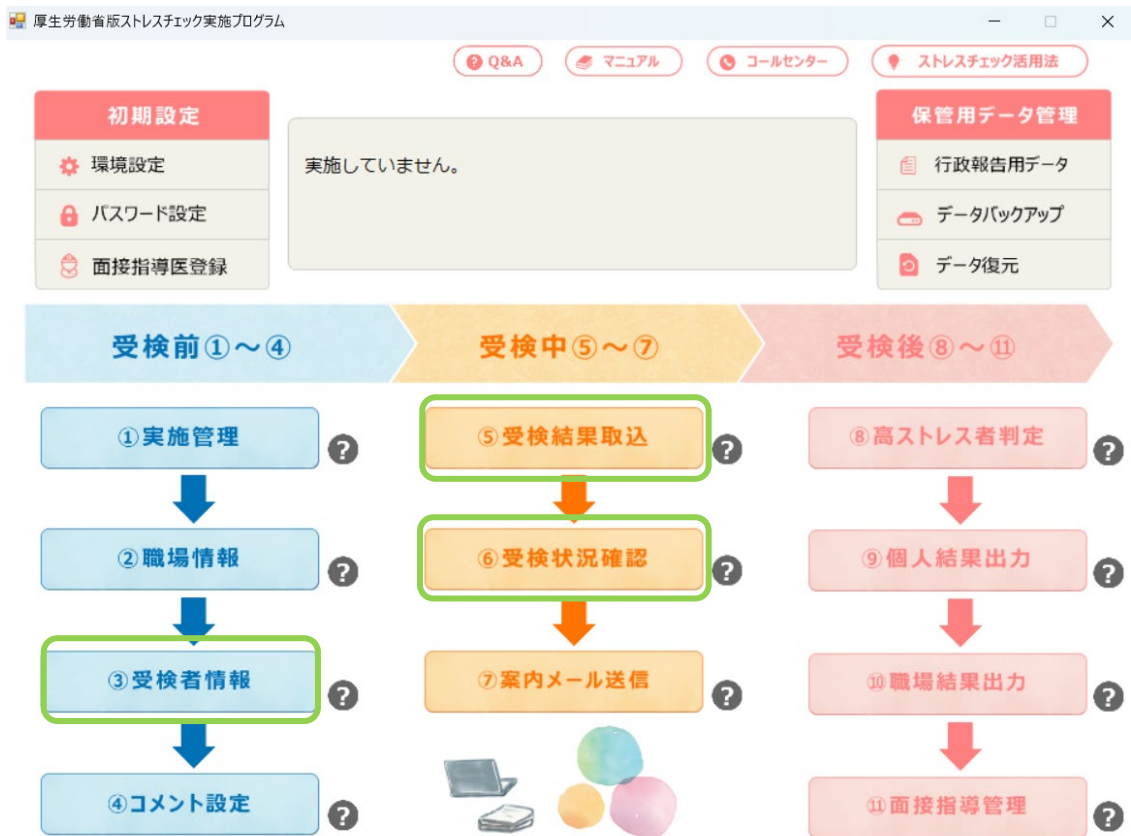 厚生労働省版ストレスチェック実施プログラム
Q&A
マニュアル
コールセンター
ストレスチェック活用法
初期設定
環境設定
パスワード設定
面接指導医登録
実施していません。
保管用データ管理
行政報告用データ
データバックアップ
データ復元
受検前①～④
受検中⑤～⑦
受検後⑧～⑪
①実施管理
?
②職場情報
?
③受検者情報
?
④コメント設定
?
⑤受検結果取込
?
⑥受検状況確認
?
⑦案内メール送信
?
⑧高ストレス者判定
?
⑨個人結果出力
?
⑩職場結果出力
?
⑪面接指導管理
?